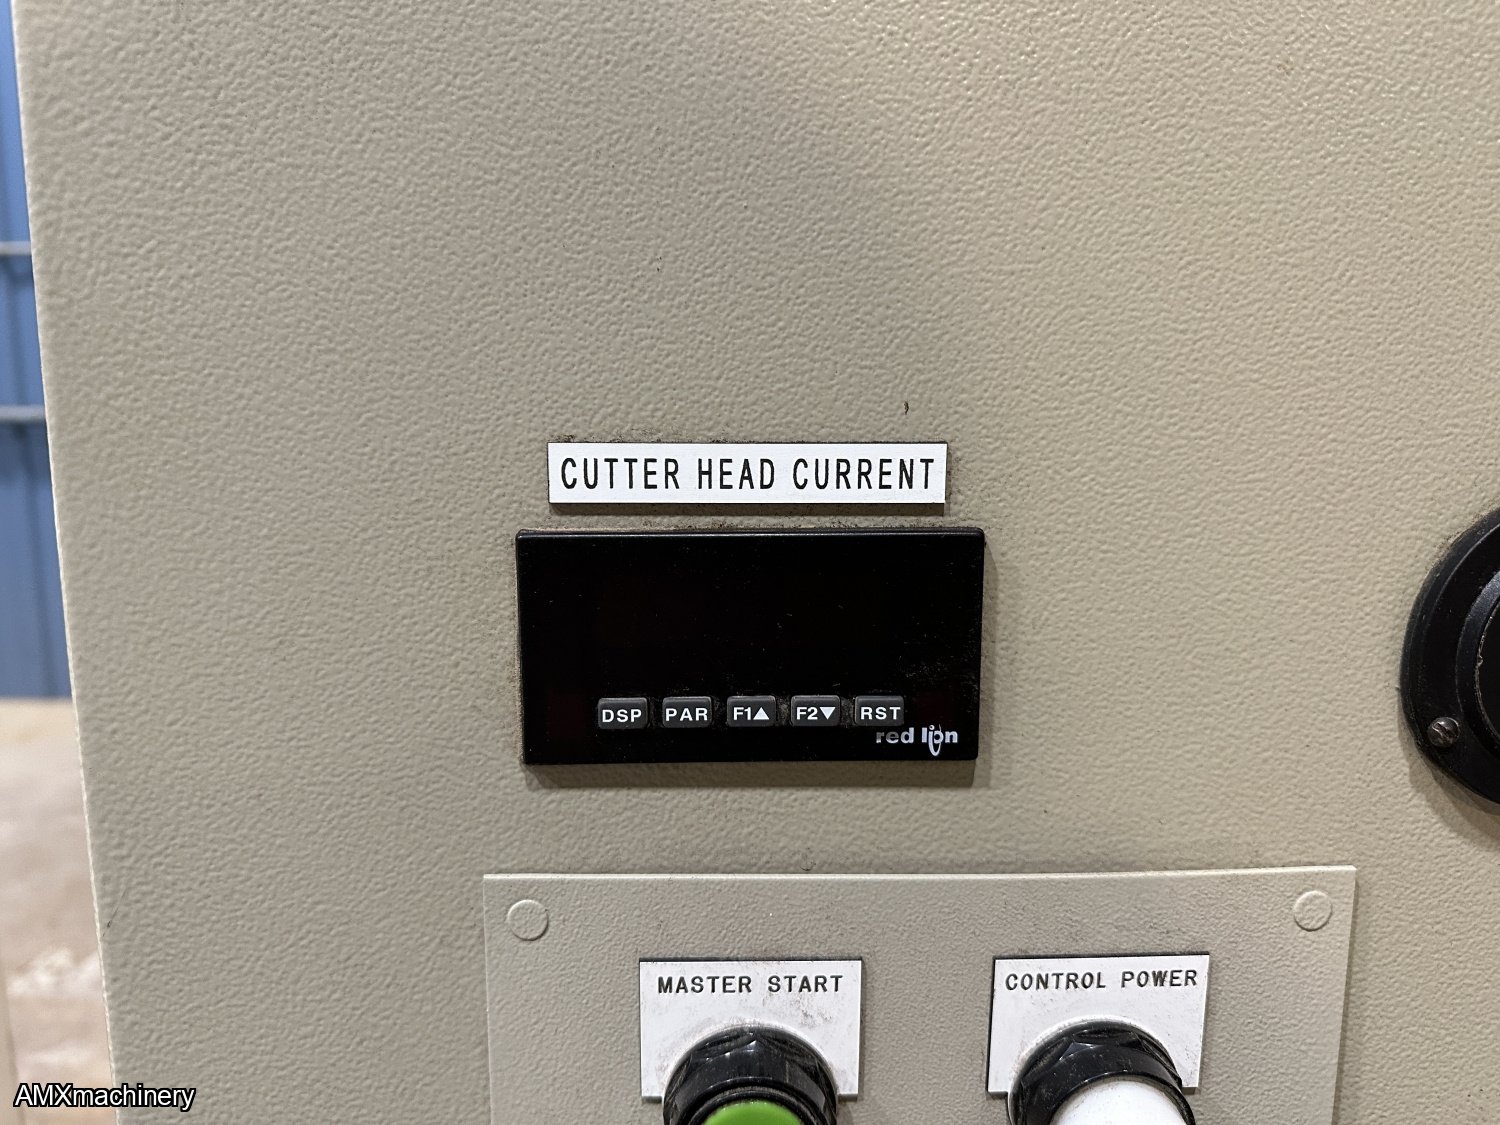 CUTTER HEAD CURRENT
DSP PAR F1▲ F2▼ RST
red lion
MASTER START
CONTROL POWER
AMXmachinery